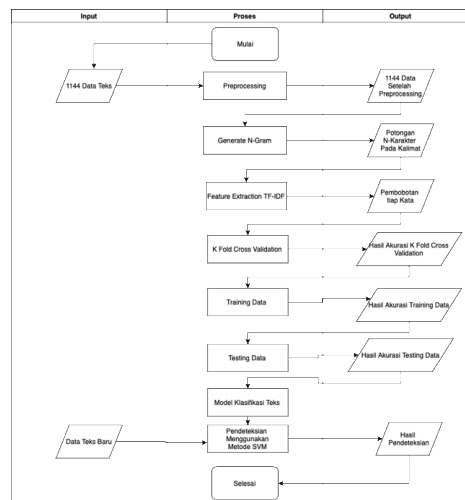 Input
Proses
Output
Mulai
1144 Data Teks
Preprocessing
1144 Data
Setelah
Preprocessing
Generate N-Gram
Potongan
N-Karakter
Pada Kalimat
Feature Extraction TF-IDF
Pembobotan
tiap Kata
K Fold Cross Validation
Hasil Akurasi K Fold Cross
Validation
Training Data
Hasil Akurasi Training Data
Testing Data
Hasil Akurasi Testing Data
Model Klasifikasi Teks
Data Teks Baru
Pendeteksian
Menggunakan
Metode SVM
Hasil
Pendeteksian
Selesai